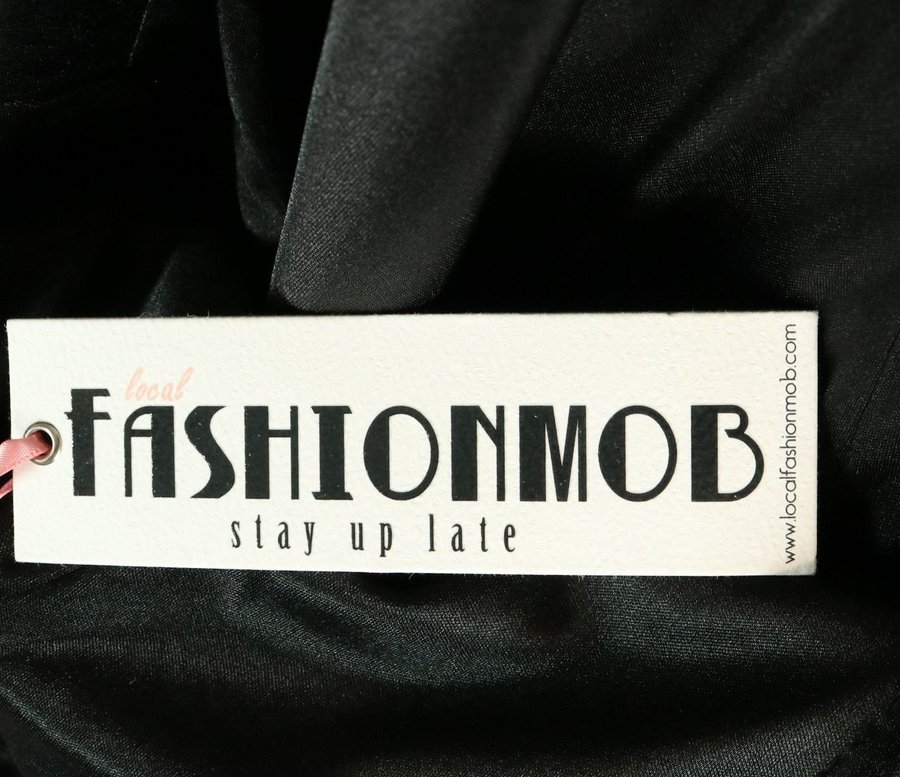 local
FASHIONMOB
stay up late
www.localfashionmob.com